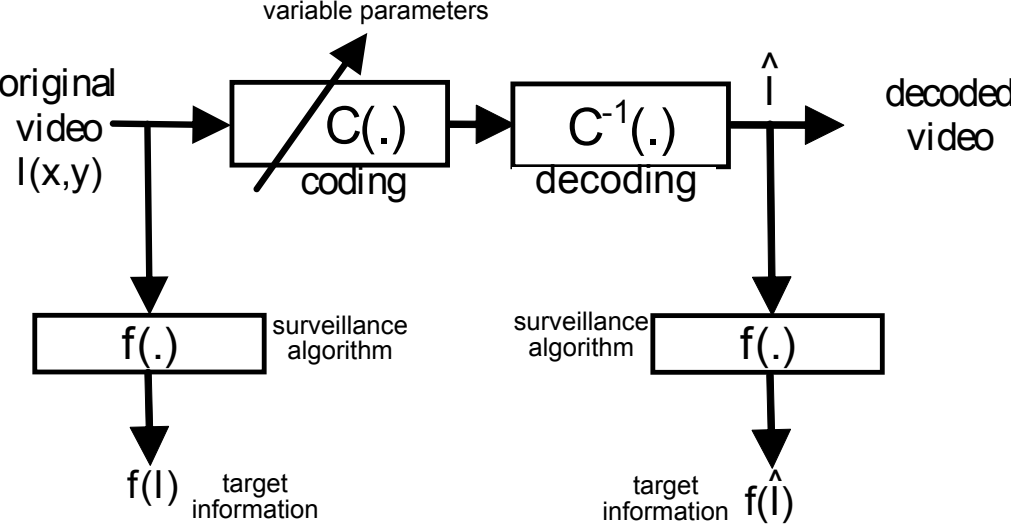 variable parameters
original
video
I(x,y)
C(.)
coding
C⁻¹(.)
decoding
Î
decoded
video
f(.)
surveillance
algorithm
surveillance
algorithm
f(.)
f(I)
target
information
target
information
f(Î)